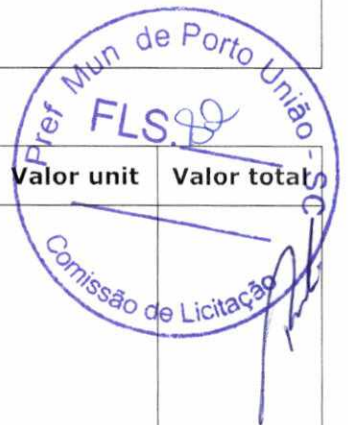 Pref Mun de Porto União - SC
FLS.
Valor unit Valor total
Comissão de Licitação